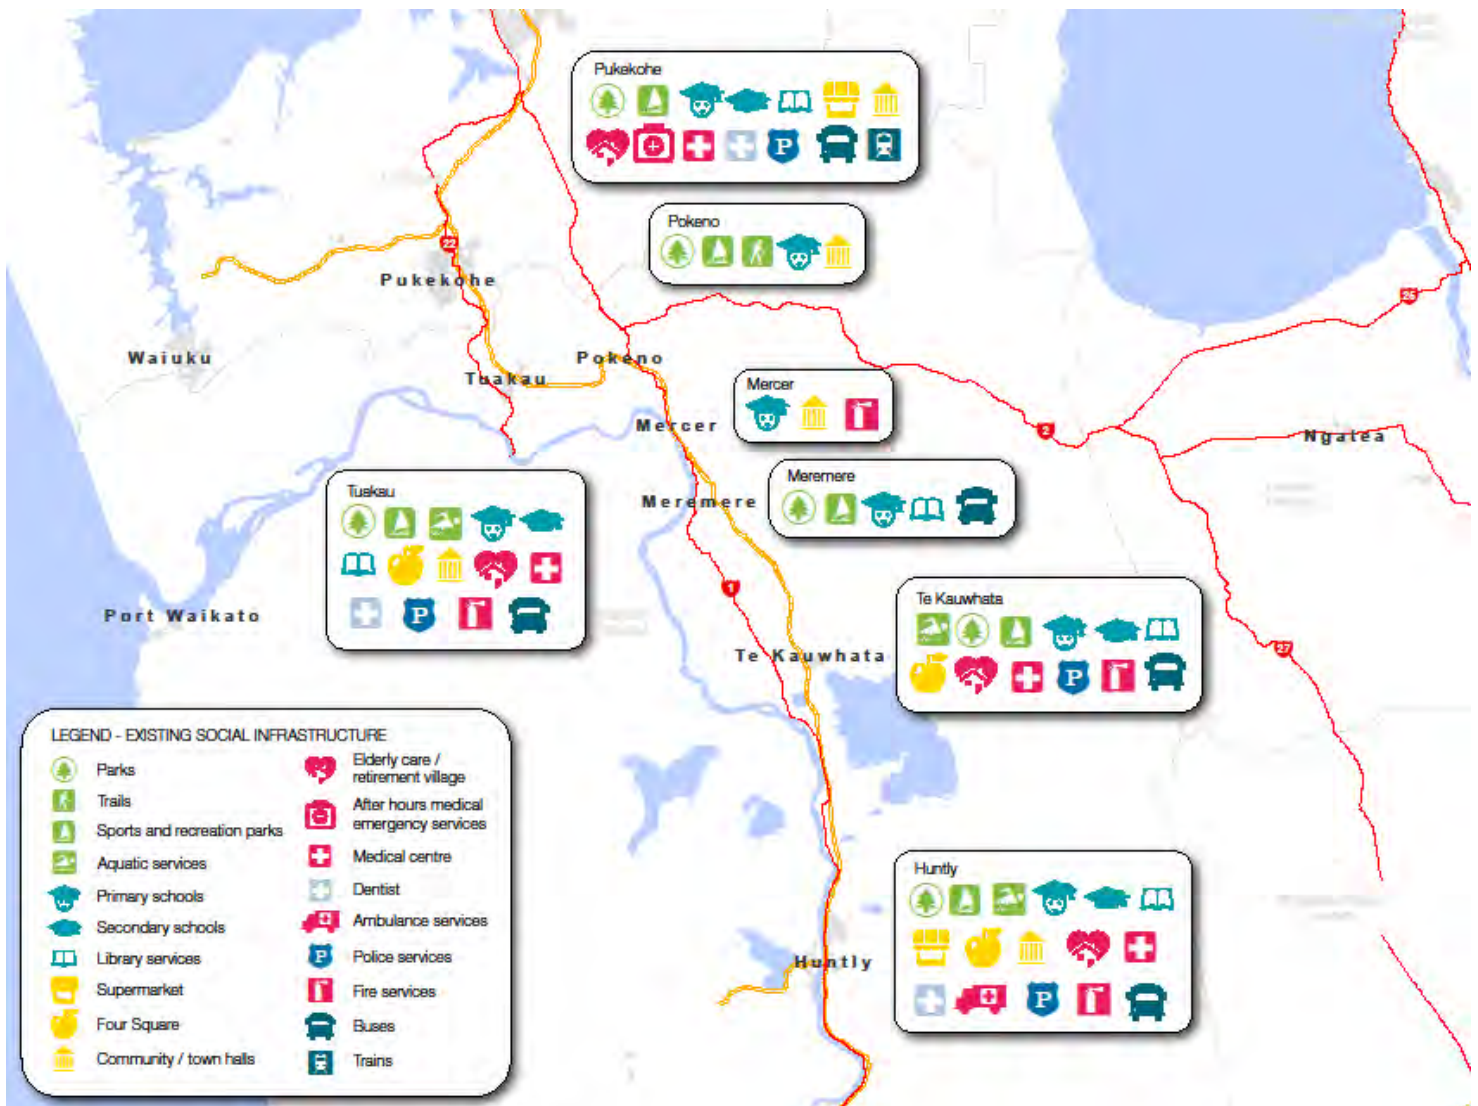 Pukekohe
P
Pokeno
22
Pukekohe
25
Waiuku
Pokeno
Tuakau
Mercer
Mercer
2
Ngatea
Meremere
Tuakau
Meremere
P
1
Te Kauwhata
P
Port Waikato
27
Te Kauwhata
LEGEND - EXISTING SOCIAL INFRASTRUCTURE
Parks
Trails
Sports and recreation parks
Aquatic services
Primary schools
Secondary schools
Library services
Supermarket
Four Square
Community / town halls
Elderly care /
retirement village
After hours medical
emergency services
Medical centre
Dentist
Ambulance services
P
Police services
Fire services
Buses
Trains
Huntly
P
Huntly